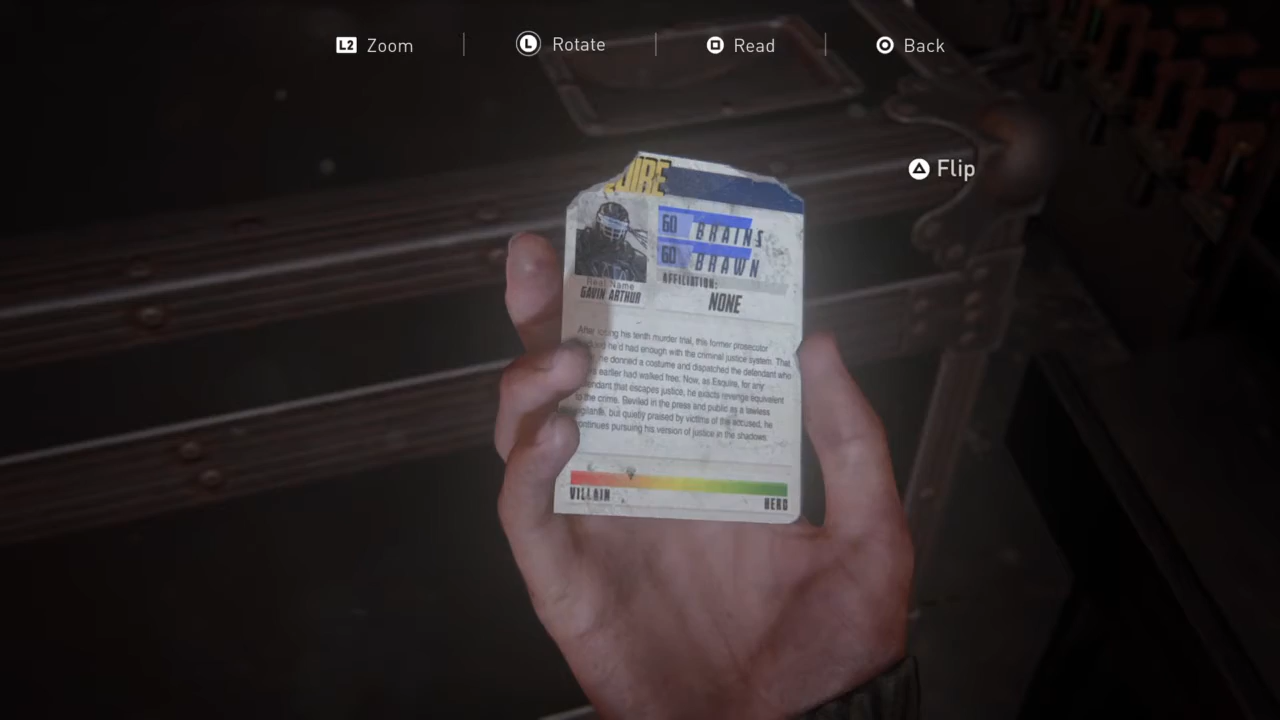 L2 Zoom
L Rotate
Read
Back
Flip
UIRE
60 BRAINS
60 BRAWN
AFFILIATION:
NONE
Real Name
GAVIN ARTHUR
After losing his tenth murder trial, this former prosecutor
he'd had enough with the criminal justice system. That
he donned a costume and dispatched the defendant who
earlier had walked free. Now, as Esquire, for any
defendant that escapes justice, he exacts revenge equivalent
to the crime. Reviled in the press and public as a lawless
vigilante, but quietly praised by victims of the accused, he
continues pursuing his version of justice in the shadows.
VILLAIN
HERO